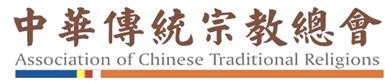 中華傳統宗教總會
Association of Chinese Traditional Religions